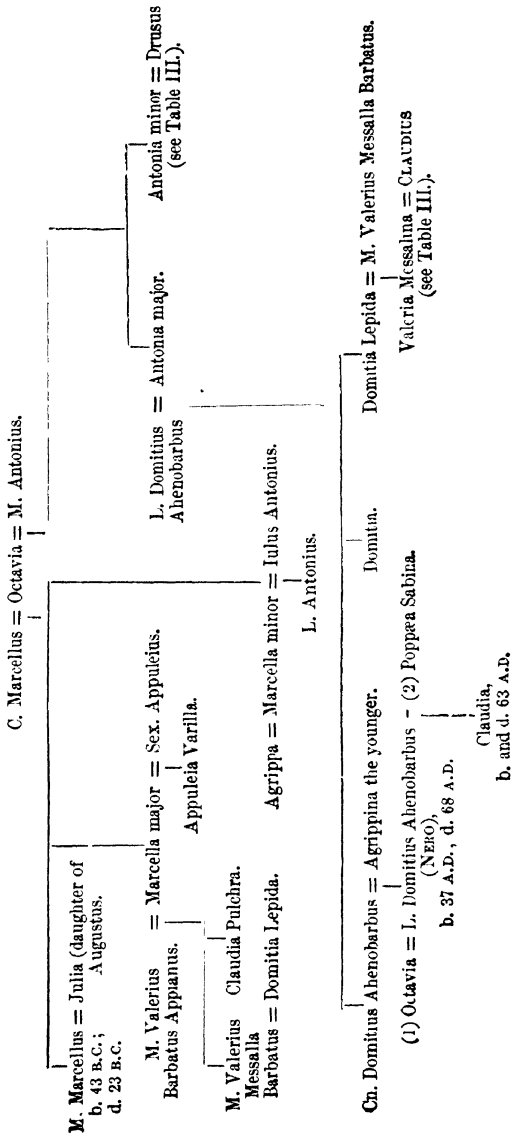 C. Marcellus = Octavia = M. Antonius.
M. Marcellus = Julia (daughter of
b. 43 B.C.; Augustus.
d. 23 B.C.
M. Valerius = Marcella major = Sex. Appuleius.
Barbatus Appianus.
Appuleia Varilla.
L. Domitius = Antonia major.
Ahenobarbus
Antonia minor = Drusus
(see Table III.).
M. Valerius Claudia Pulchra.
Messalla
Barbatus = Domitia Lepida.
Agrippa = Marcella minor = Iulus Antonius.
L. Antonius.
Cn. Domitius Ahenobarbus = Agrippina the younger.
Domitia.
Domitia Lepida = M. Valerius Messalla Barbatus.
(1) Octavia = L. Domitius Ahenobarbus - (2) Poppæa Sabina.
(NERO),
b. 37 A.D., d. 68 A.D.
Valeria Messalina = CLAUDIUS
(see Table III.).
Claudia,
b. and d. 63 A.D.